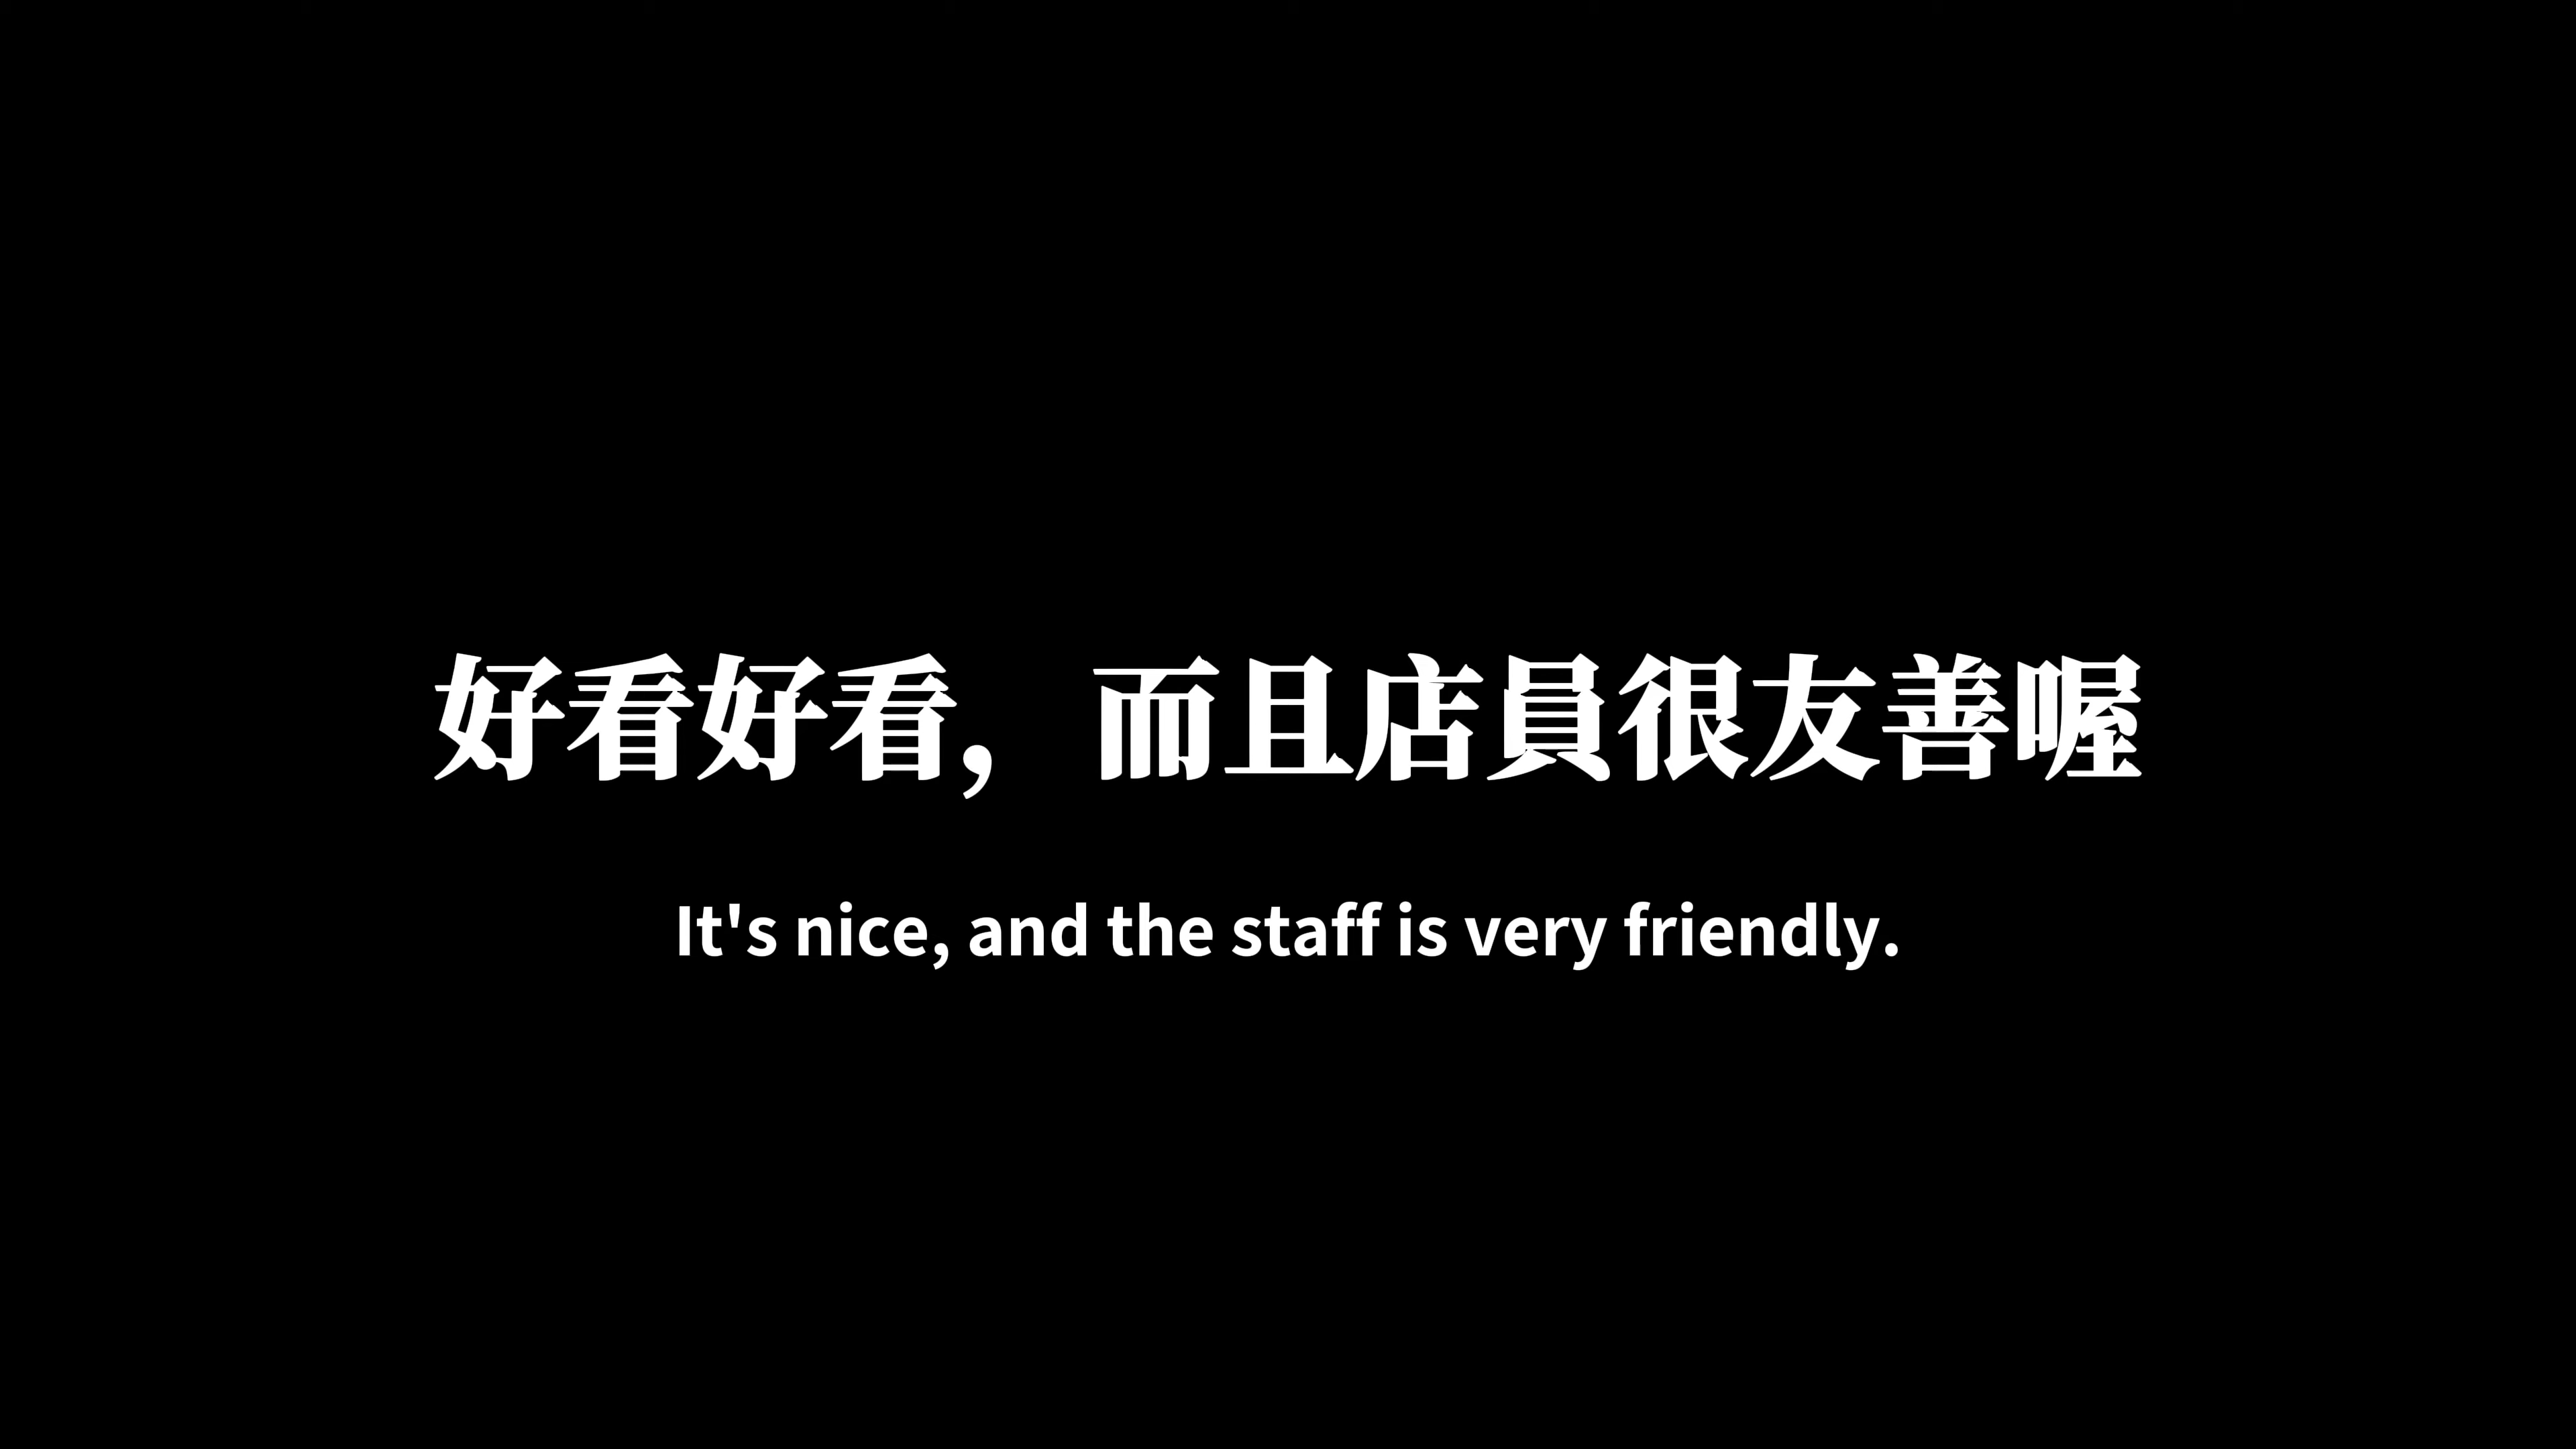 好看好看，而且店員很友善喔
It's nice, and the staff is very friendly.